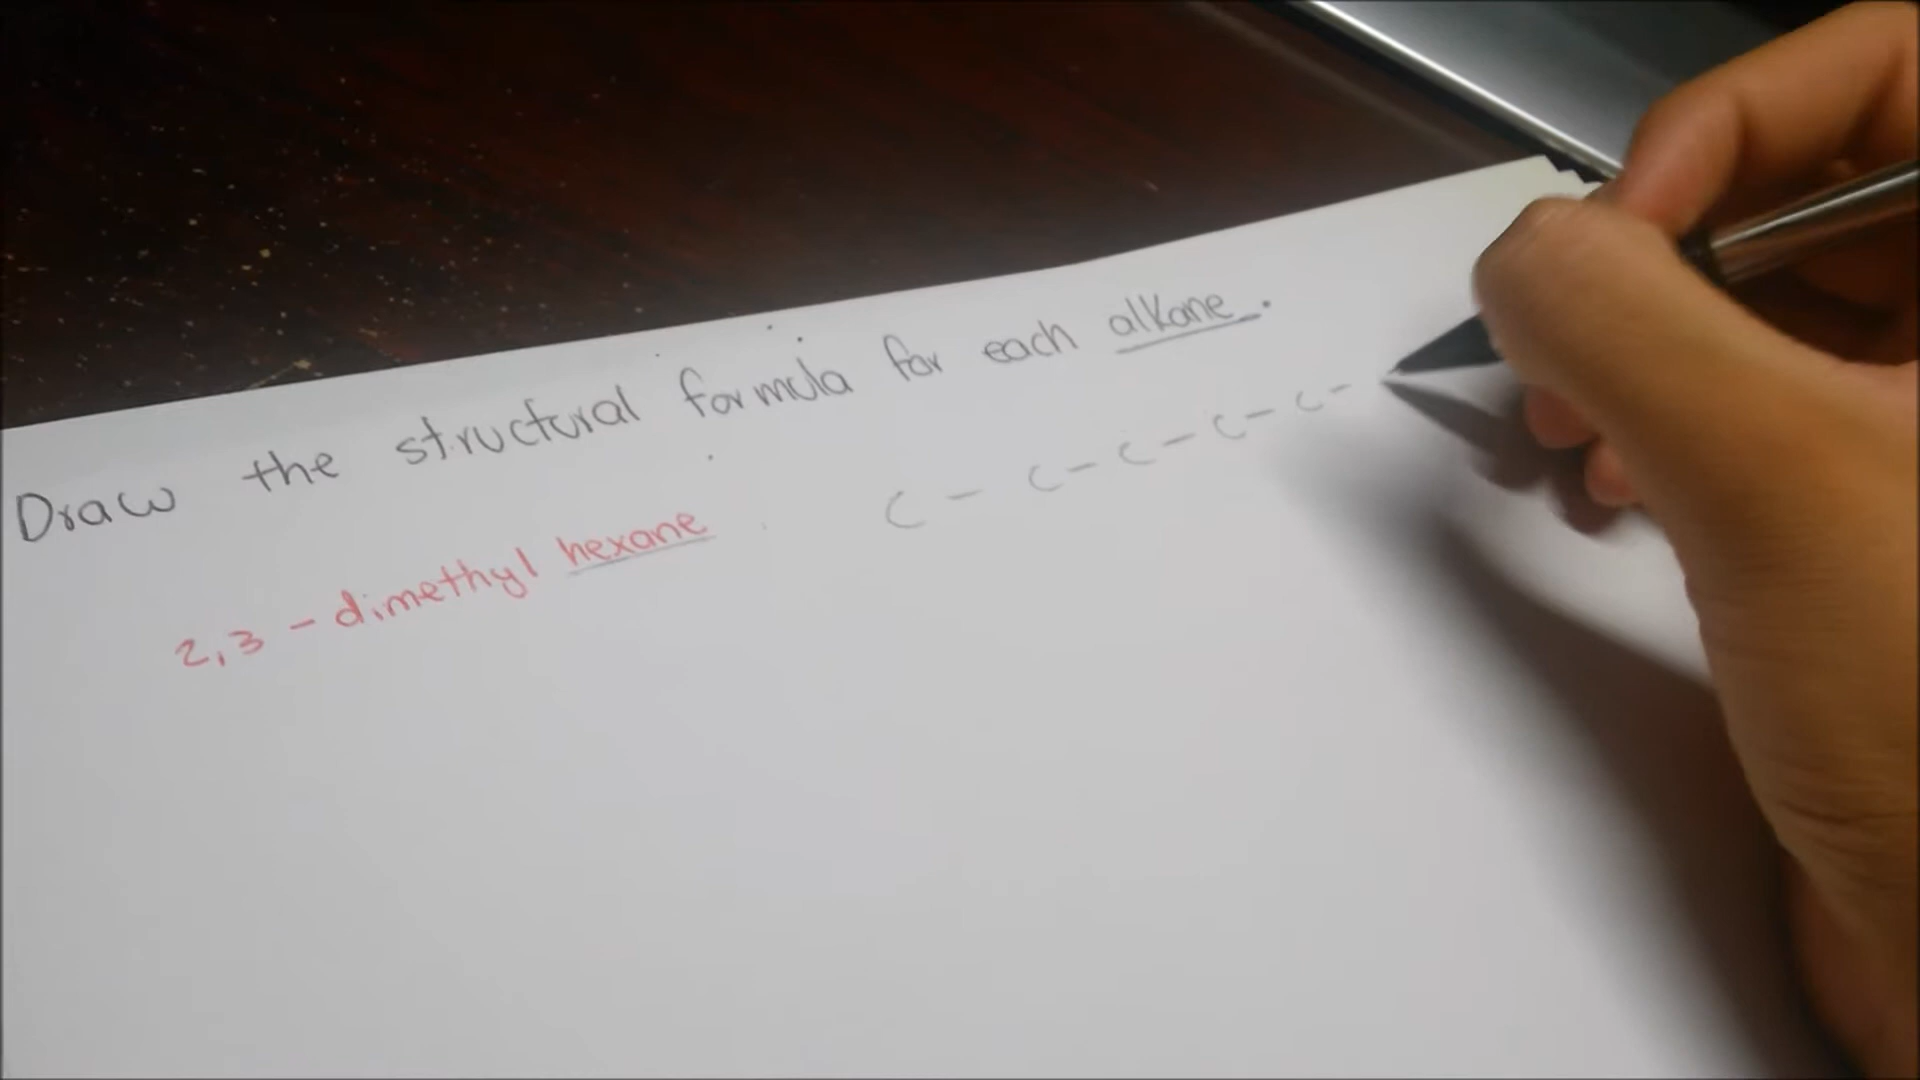 Draw the structural formula for each alkane.
2,3 - dimethyl hexane C - C - C - C - C -